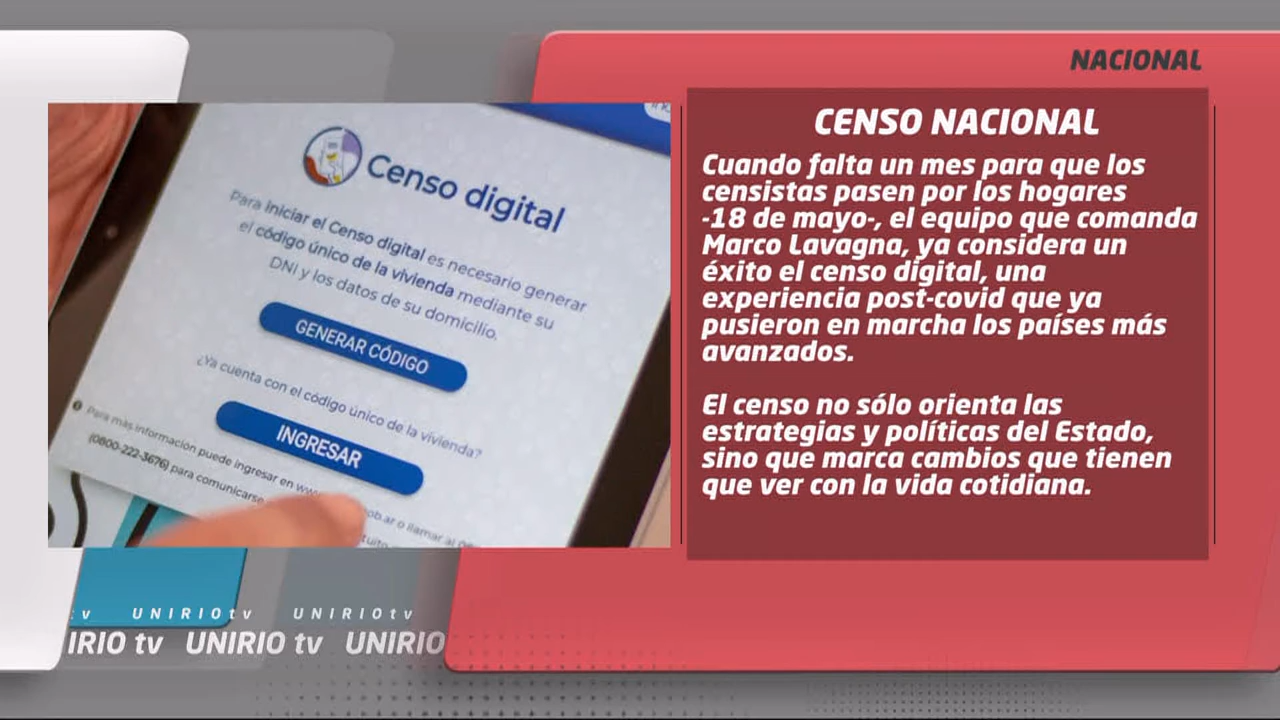 NACIONAL
CENSO NACIONAL
Cuando falta un mes para que los
censistas pasen por los hogares
-18 de mayo-, el equipo que comanda
Marco Lavagna, ya considera un
éxito el censo digital, una
experiencia post-covid que ya
pusieron en marcha los países más
avanzados.
El censo no sólo orienta las
estrategias y políticas del Estado,
sino que marca cambios que tienen
que ver con la vida cotidiana.
Censo digital
Para iniciar el Censo digital es necesario generar
el código único de la vivienda mediante su
DNI y los datos de su domicilio.
GENERAR CÓDIGO
¿Ya cuenta con el código único de la vivienda?
INGRESAR
Para más información puede ingresar en
ob.ar o llamar al
(0800-222-3676) para comunicarse
tv UNIRIOtv UNIRIOtv
IRIO tv UNIRIO tv UNIRIO